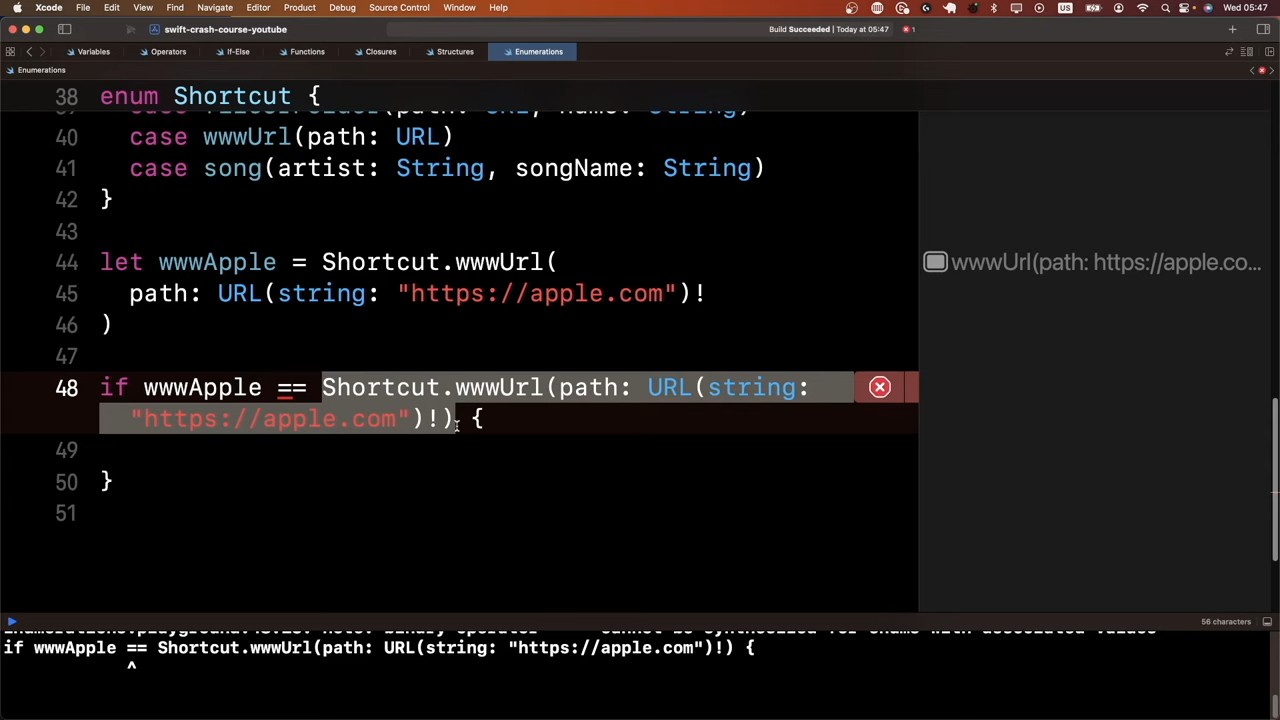 Xcode File Edit View Find Navigate Editor Product Debug Source Control Window Help US Wed 05:47
swift-crash-course-youtube Build Succeeded | Today at 05:47 1
Variables Operators If-Else Functions Closures Structures Enumerations
Enumerations
38 enum Shortcut {
40 case wwwUrl(path: URL)
41 case song(artist: String, songName: String)
42 }
43
44 let wwwApple = Shortcut.wwwUrl(
wwwUrl(path: https://apple.co...
45 path: URL(string: "https://apple.com")!
46 )
47
48 if wwwApple == Shortcut.wwwUrl(path: URL(string:
"https://apple.com")!) {
49
50 }
51
56 characters
if wwwApple == Shortcut.wwwUrl(path: URL(string: "https://apple.com")!) {
^